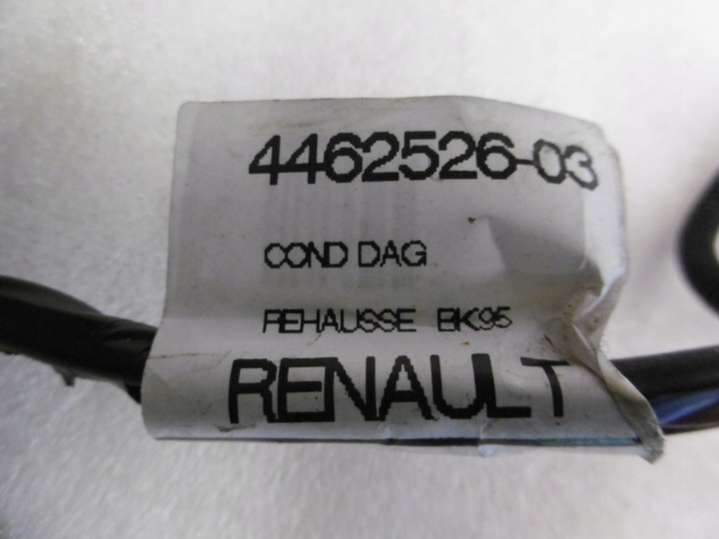 4462526-03
COND DAG
REHAUSSE BK95
RENAULT